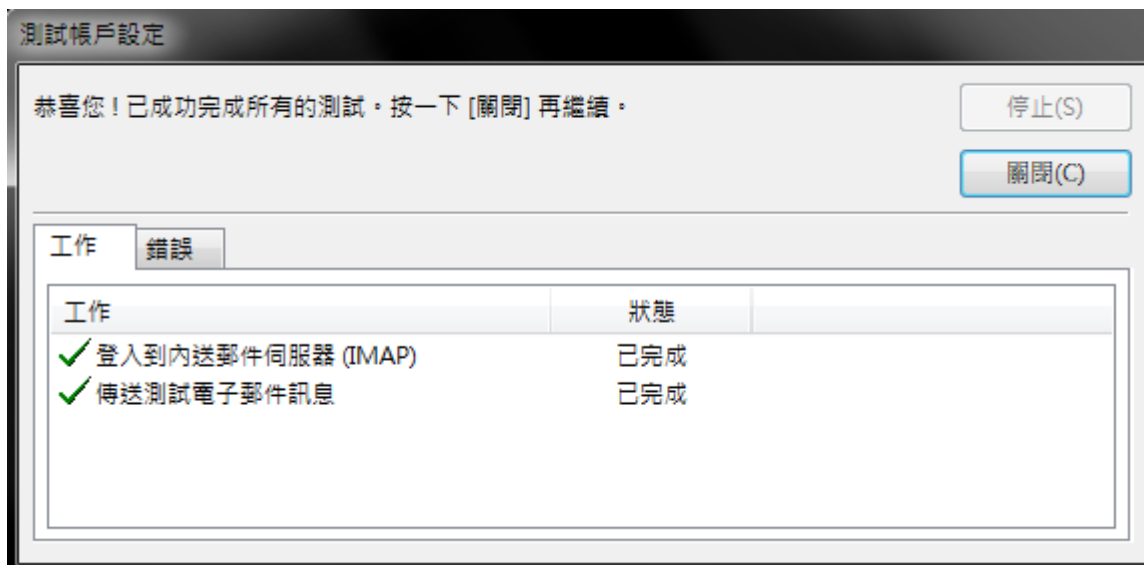 測試帳戶設定
恭喜您！已成功完成所有的測試。按一下 [關閉] 再繼續。
停止(S)
關閉(C)
工作 錯誤
工作 狀態
登入到內送郵件伺服器 (IMAP) 已完成
傳送測試電子郵件訊息 已完成